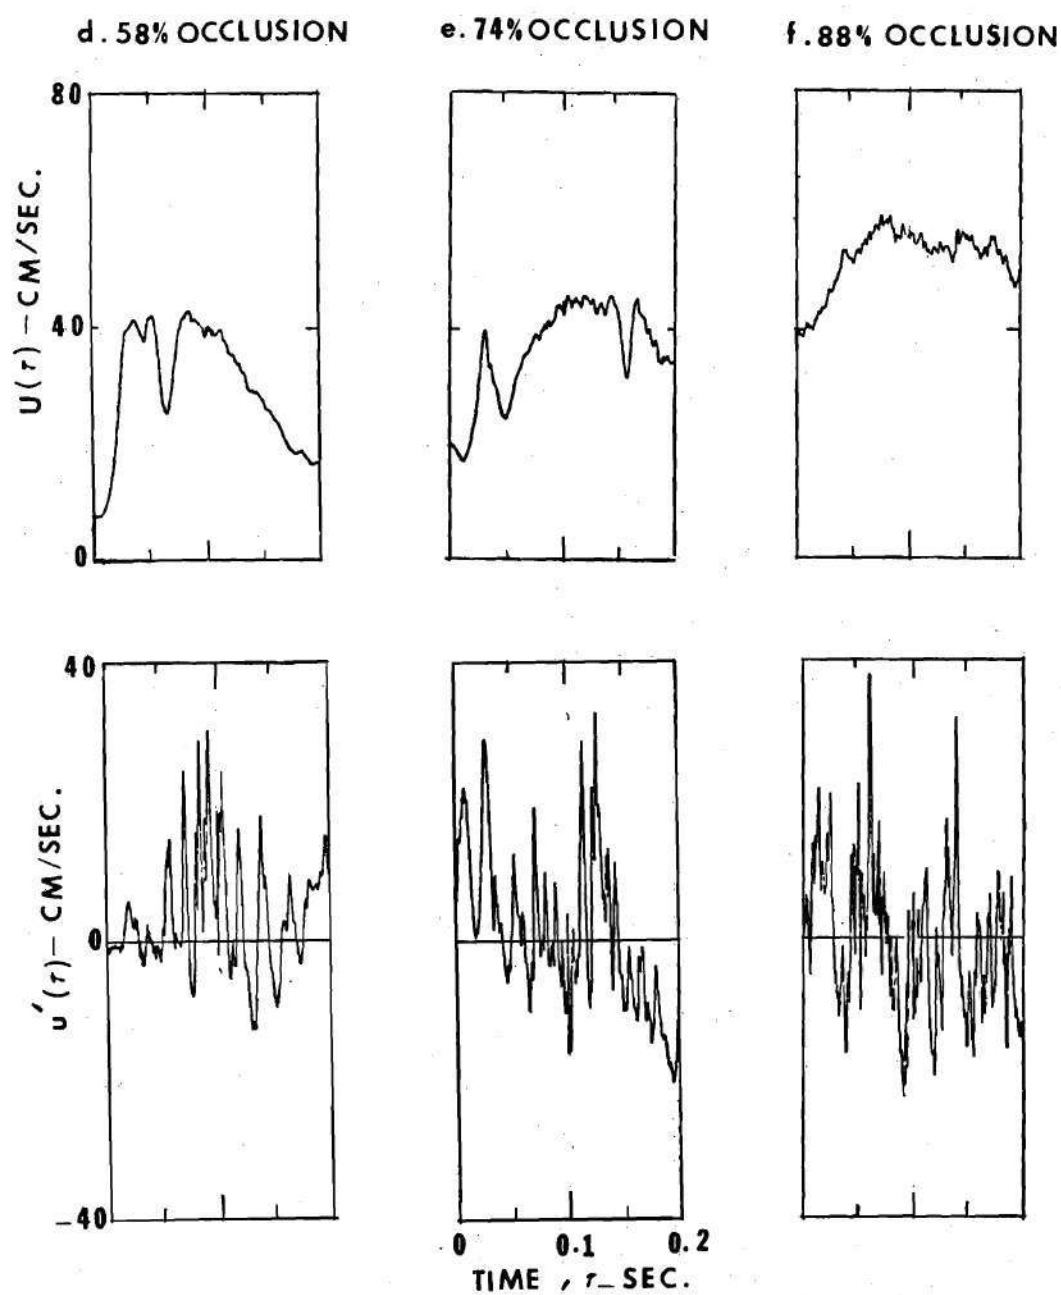 d. 58% OCCLUSION
e. 74% OCCLUSION
f. 88% OCCLUSION
80
40
0
U(τ) – CM/SEC.
40
0
–40
u´(τ) – CM/SEC.
0 0.1 0.2
TIME , τ – SEC.